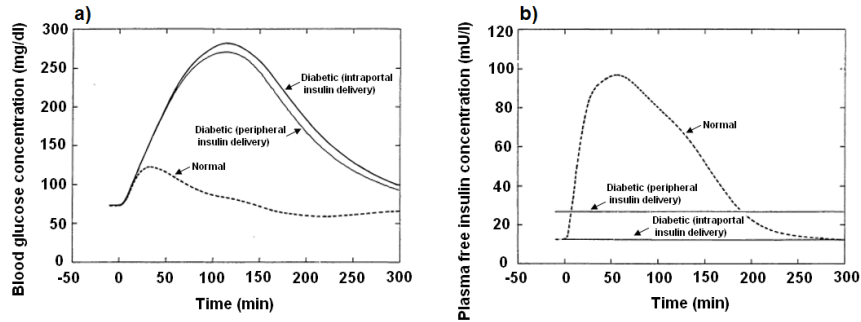 a)
Blood glucose concentration (mg/dl)
300
250
200
150
100
50
0
-50
0
50
100
150
200
250
300
Time (min)
Diabetic (intraportal
insulin delivery)
Diabetic (peripheral
insulin delivery)
Normal
b)
Plasma free insulin concentration (mU/l)
120
100
80
60
40
20
0
-50
0
50
100
150
200
250
300
Time (min)
Normal
Diabetic (peripheral
insulin delivery)
Diabetic (intraportal
insulin delivery)